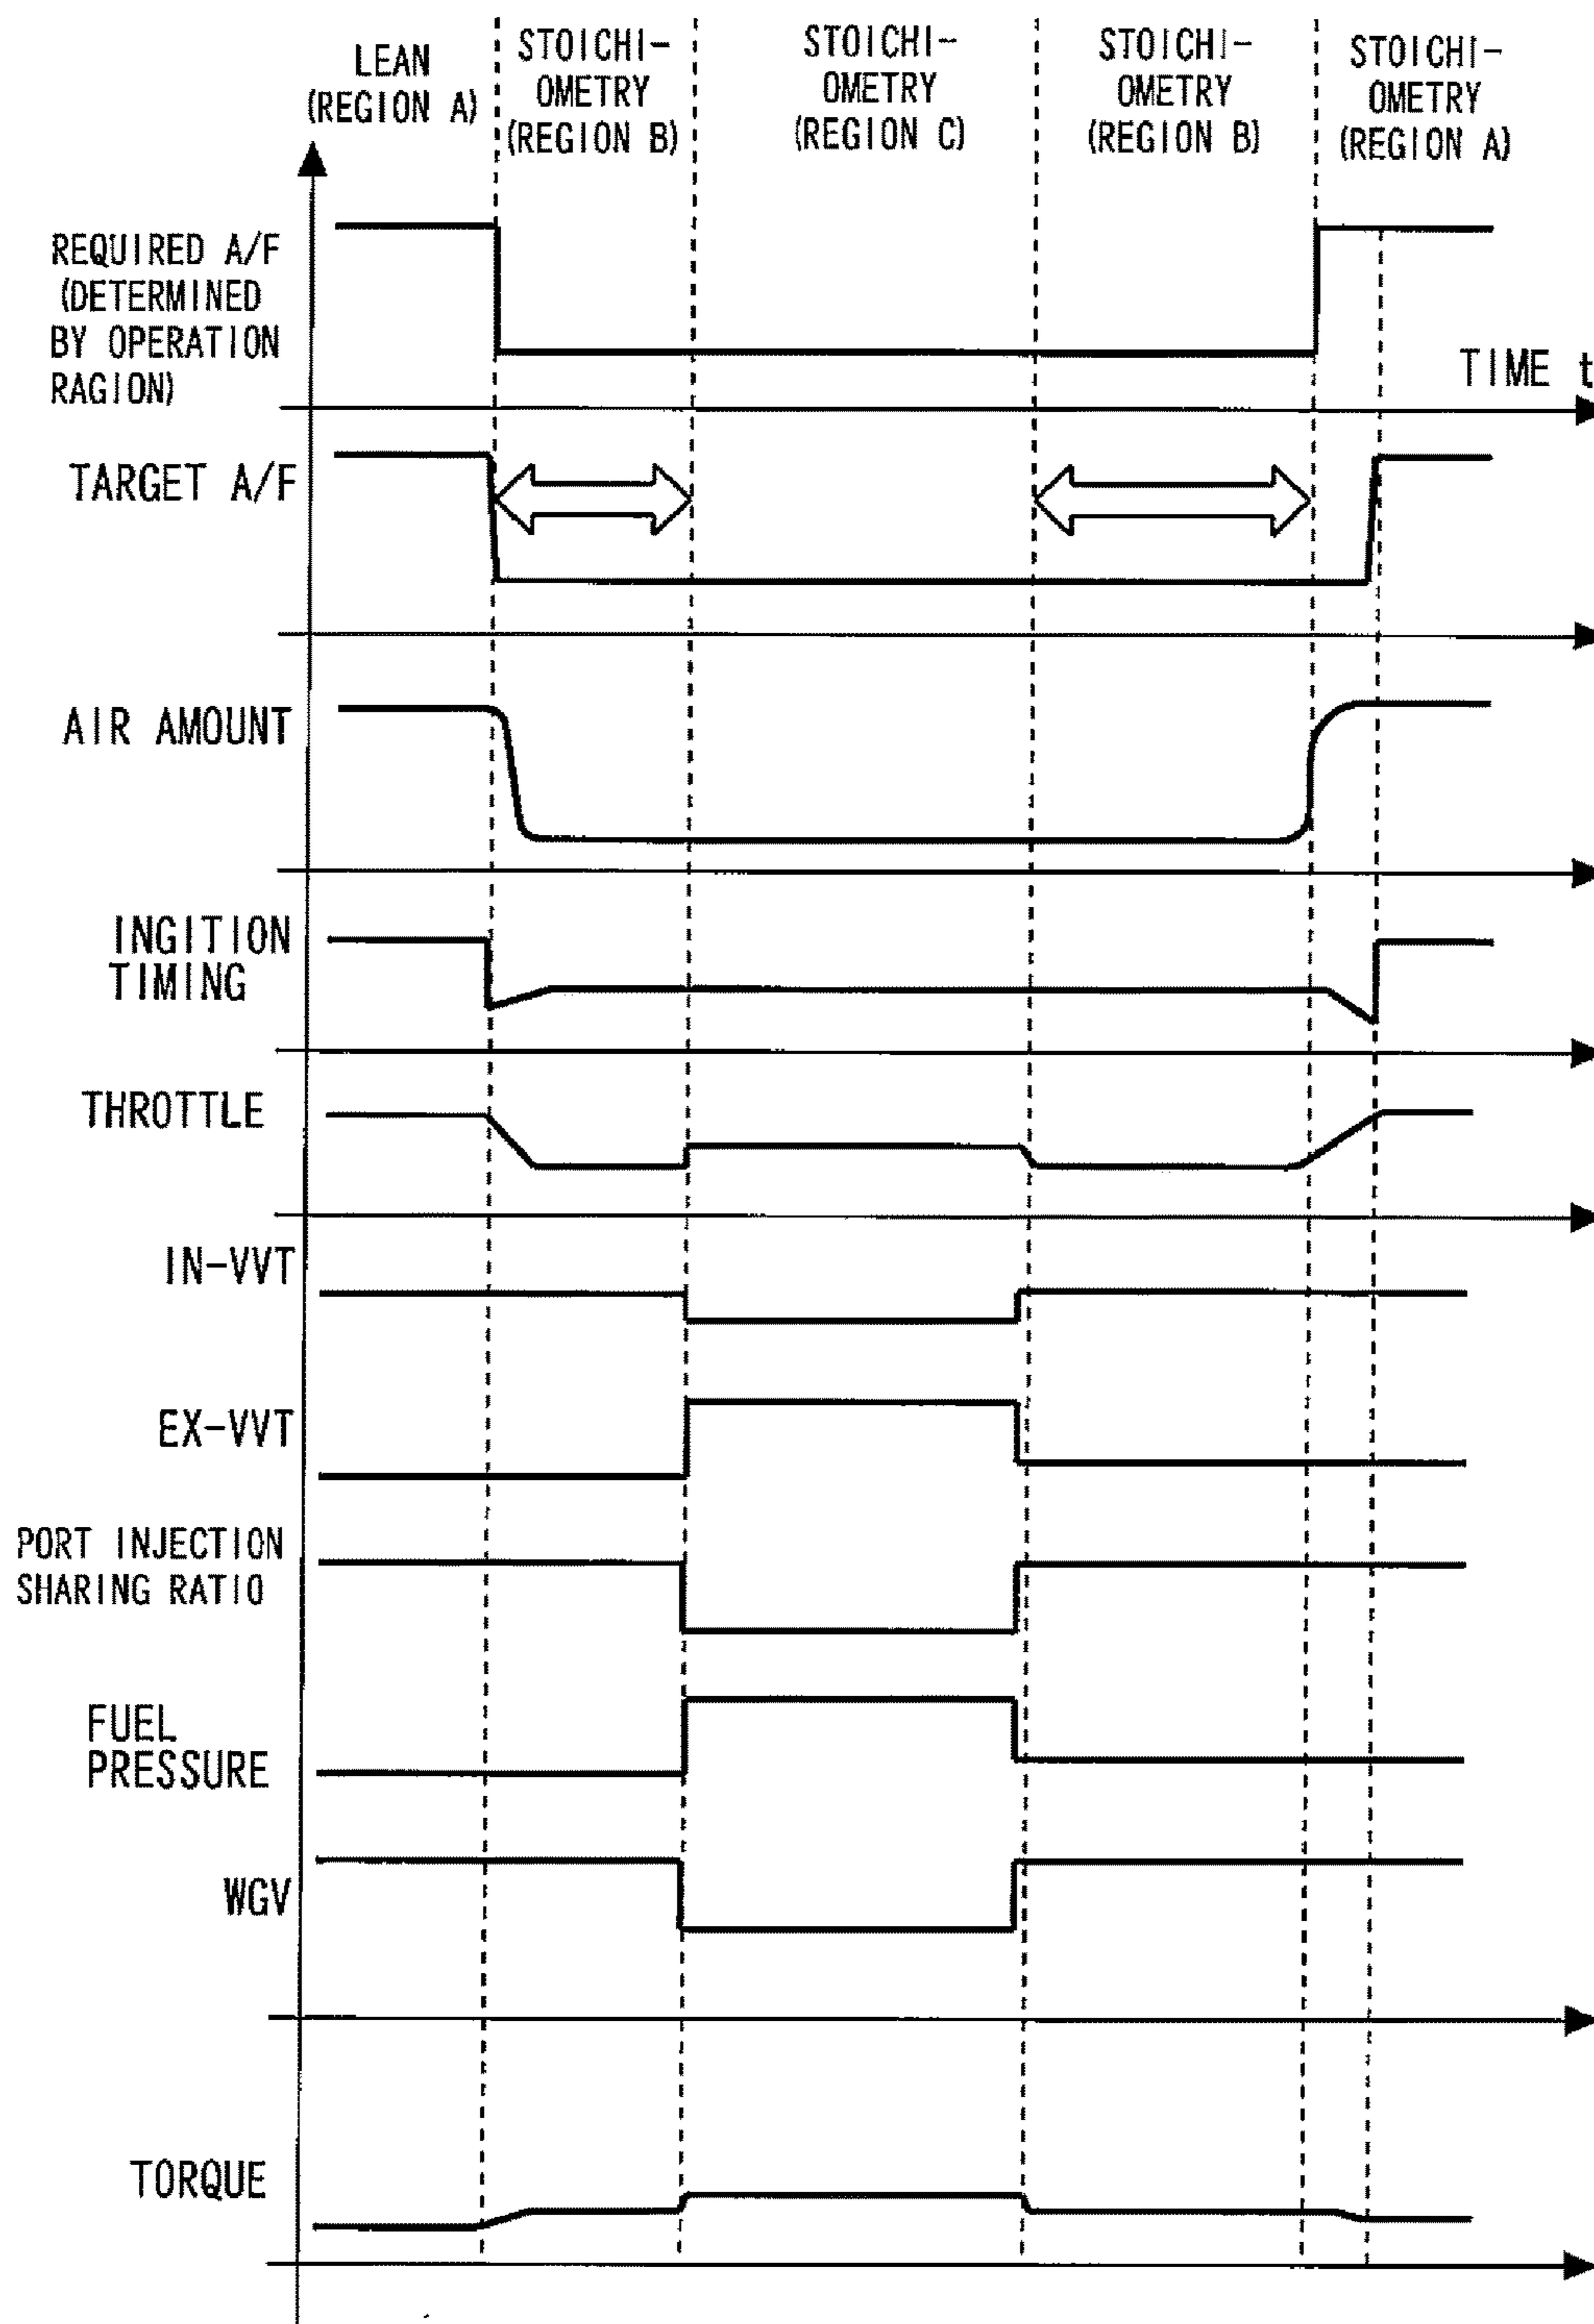 LEAN
(REGION A)
STOICHI-
OMETRY
(REGION B)
STOICHI-
OMETRY
(REGION C)
STOICHI-
OMETRY
(REGION B)
STOICHI-
OMETRY
(REGION A)
REQUIRED A/F
(DETERMINED
BY OPERATION
RAGION)
TIME t
TARGET A/F
AIR AMOUNT
INGITION
TIMING
THROTTLE
IN-VVT
EX-VVT
PORT INJECTION
SHARING RATIO
FUEL
PRESSURE
WGV
TORQUE